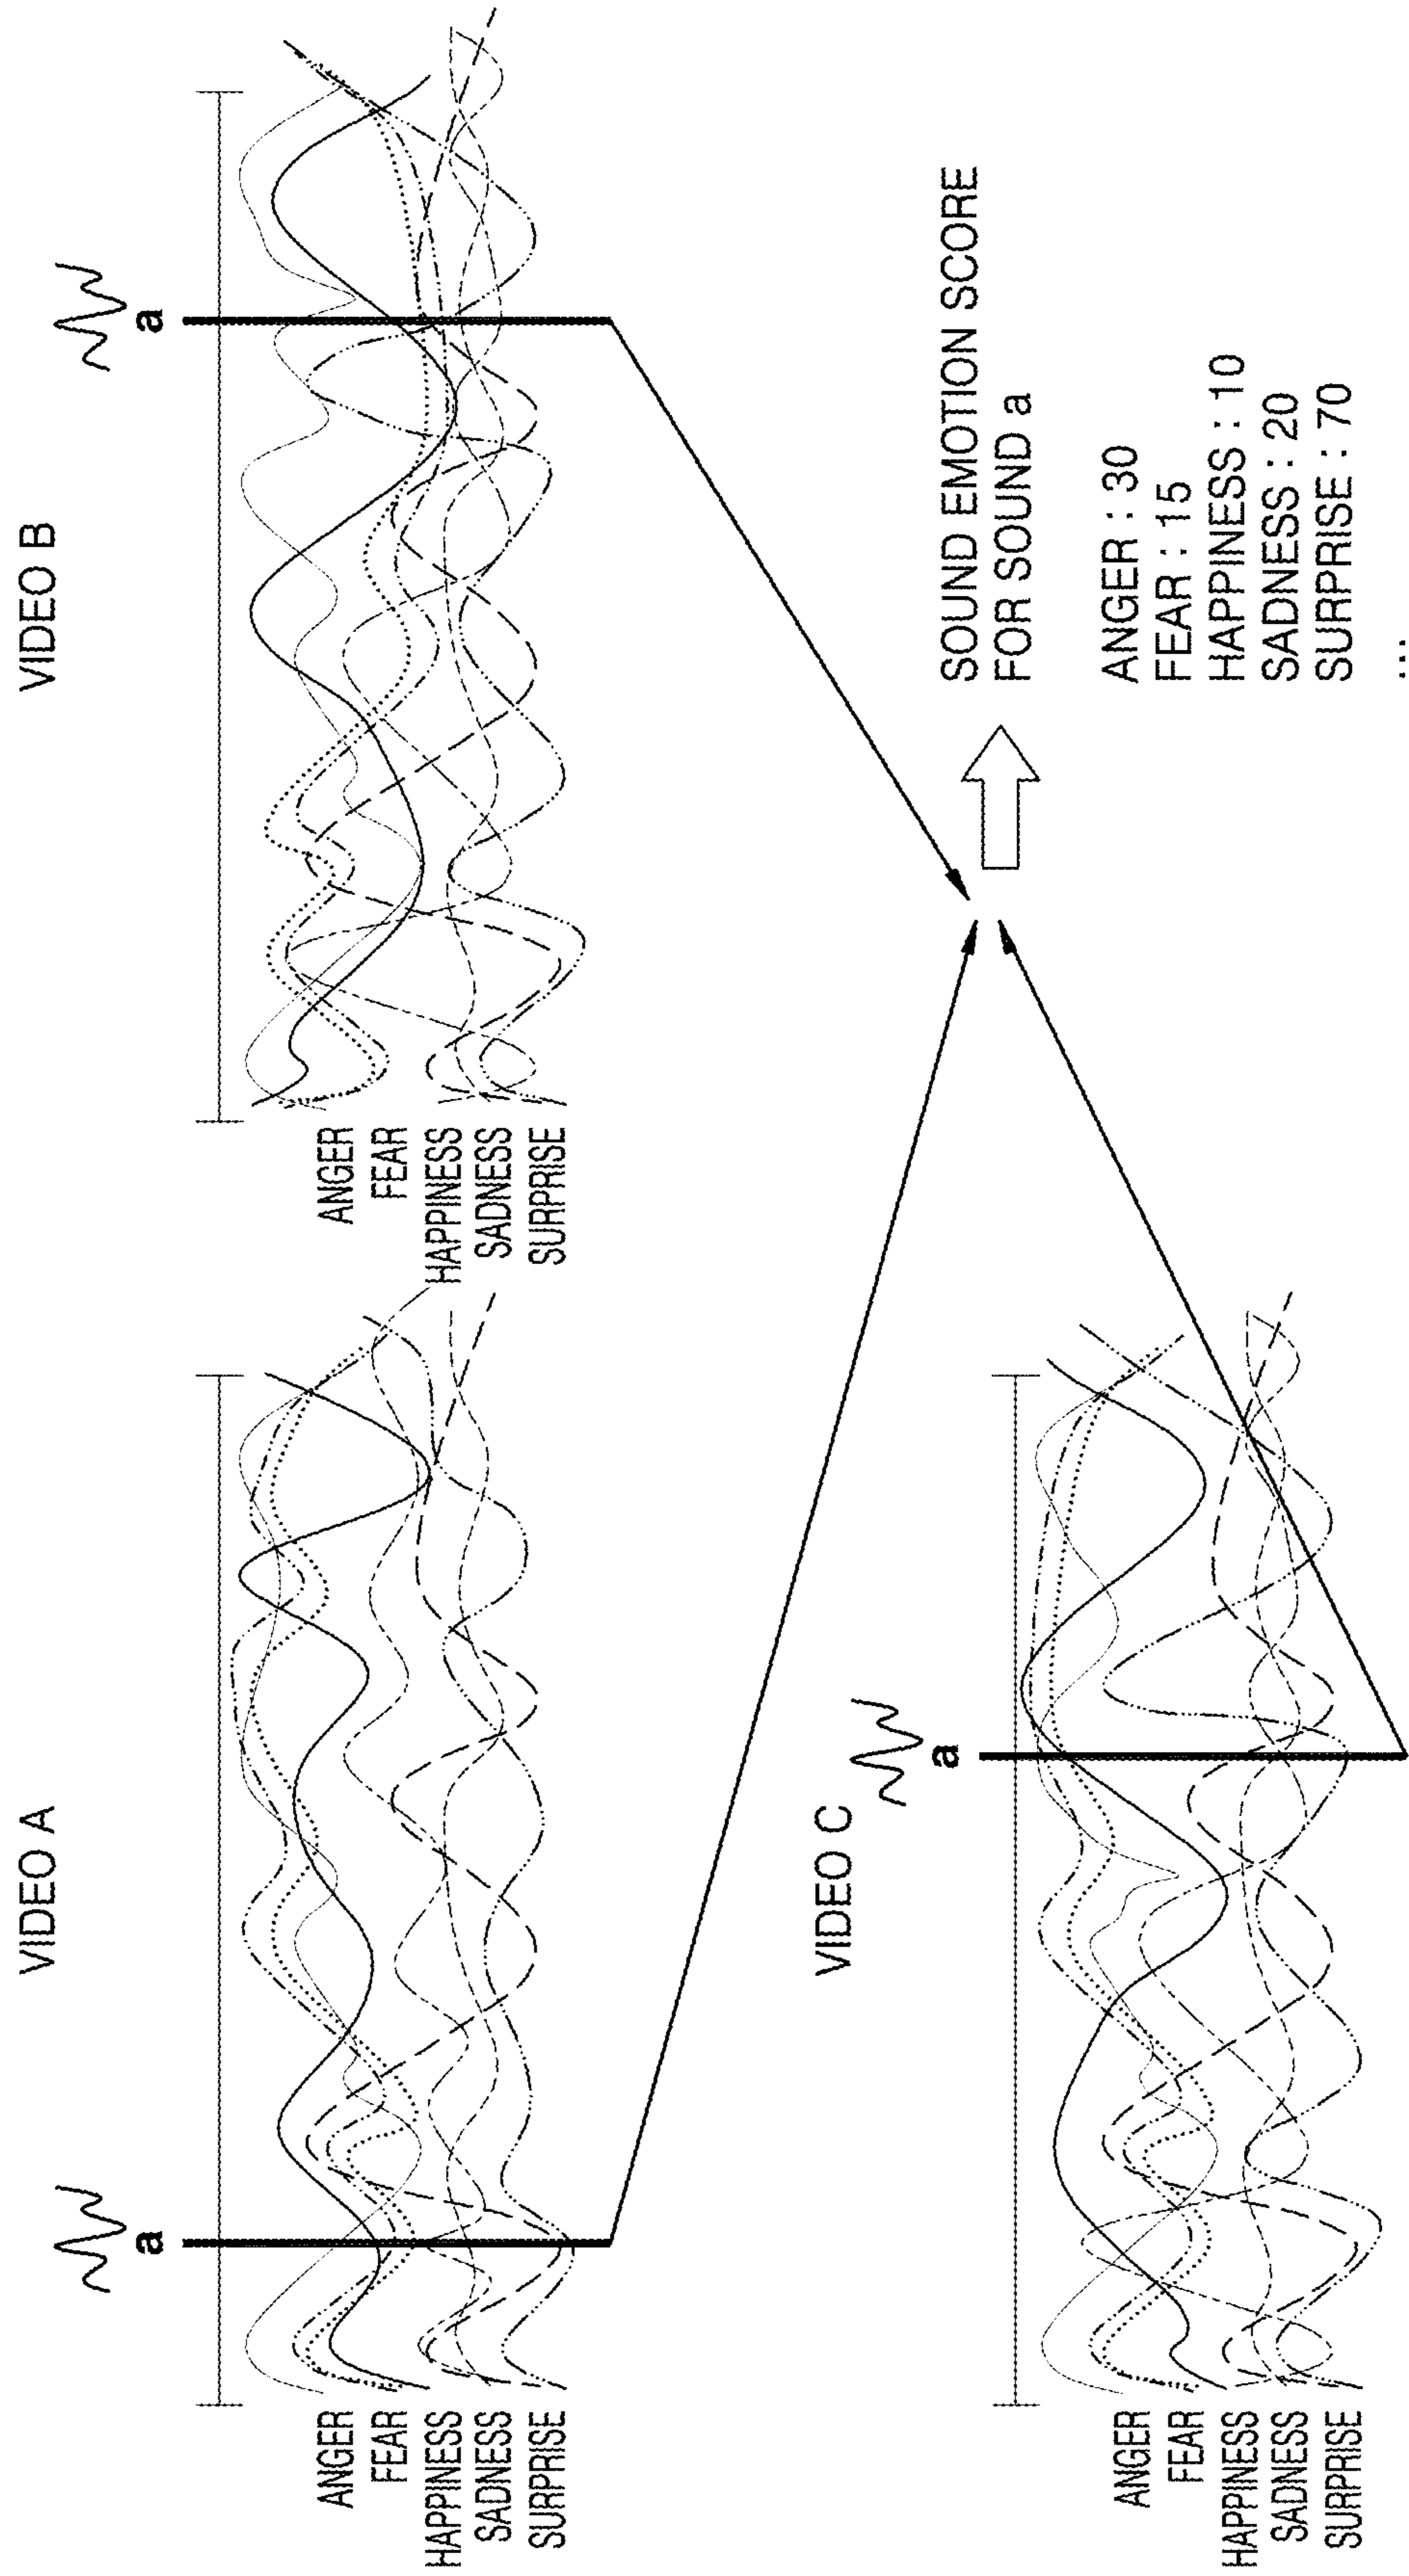 VIDEO A
a
ANGER
FEAR
HAPPINESS
SADNESS
SURPRISE
VIDEO B
a
ANGER
FEAR
HAPPINESS
SADNESS
SURPRISE
VIDEO C
a
ANGER
FEAR
HAPPINESS
SADNESS
SURPRISE
SOUND EMOTION SCORE
FOR SOUND a
ANGER : 30
FEAR : 15
HAPPINESS : 10
SADNESS : 20
SURPRISE : 70
...